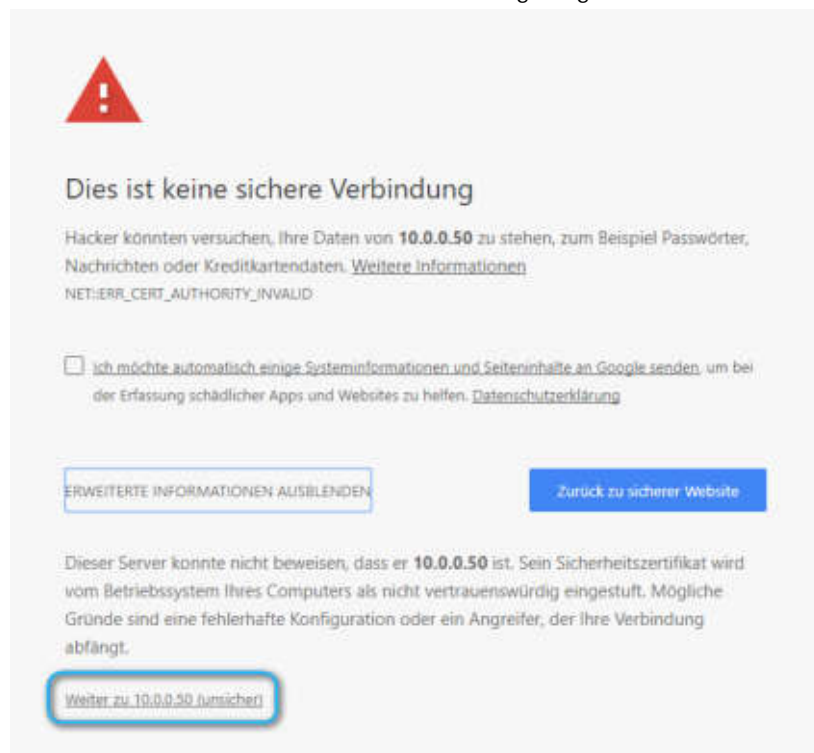 Dies ist keine sichere Verbindung
Hacker könnten versuchen, Ihre Daten von 10.0.0.50 zu stehen, zum Beispiel Passwörter,
Nachrichten oder Kreditkartendaten. Weitere Informationen
NET::ERR_CERT_AUTHORITY_INVALID
Ich möchte automatisch einige Systeminformationen und Seiteninhalte an Google senden, um bei
der Erfassung schädlicher Apps und Websites zu helfen. Datenschutzerklärung
ERWEITERTE INFORMATIONEN AUSBLENDEN
Zurück zu sicherer Website
Dieser Server konnte nicht beweisen, dass er 10.0.0.50 ist. Sein Sicherheitszertifikat wird
vom Betriebssystem Ihres Computers als nicht vertrauenswürdig eingestuft. Mögliche
Gründe sind eine fehlerhafte Konfiguration oder ein Angreifer, der Ihre Verbindung
abfängt.
Weiter zu 10.0.0.50 (unsicher)